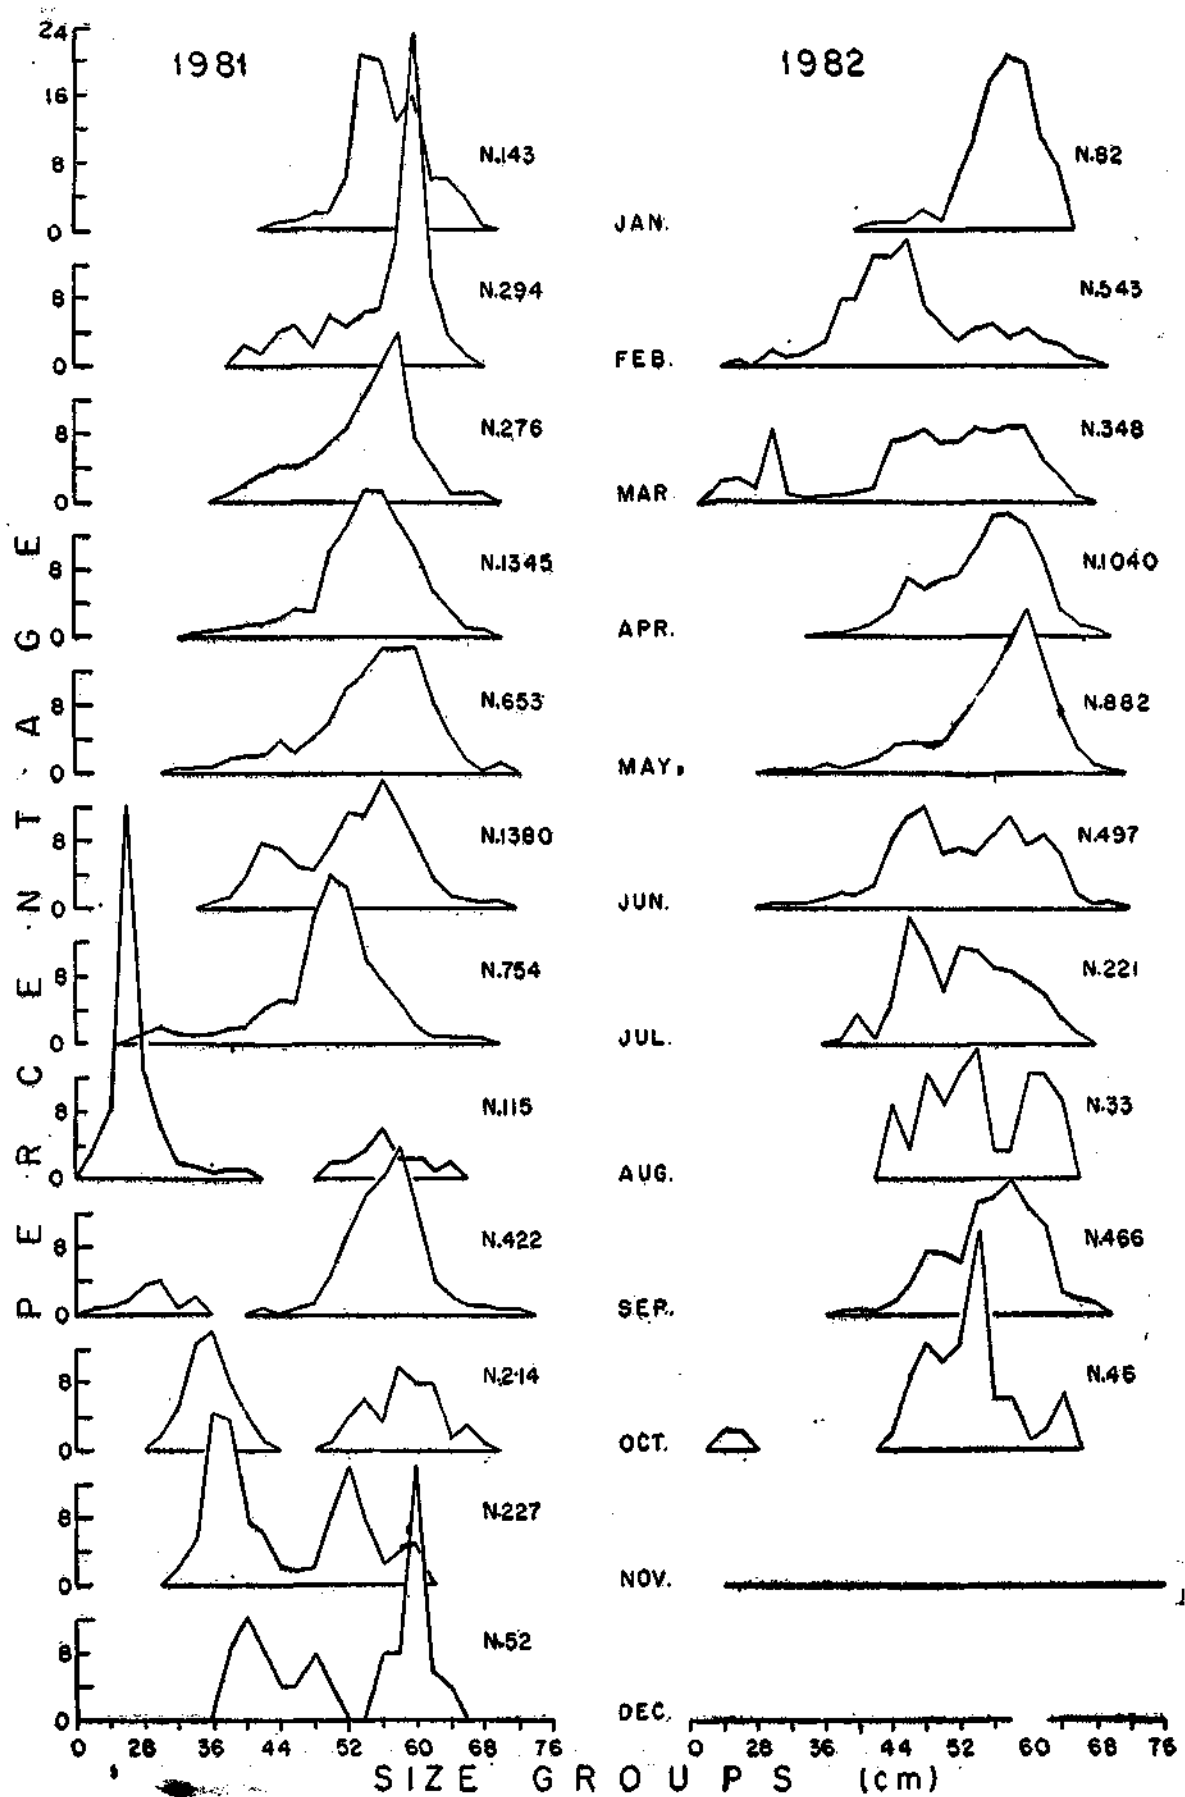 1981
1982
24
16
8
0
N.143
JAN.
N.82
8
0
N.294
FEB.
N.543
8
0
N.276
MAR.
N.348
8
0
N.1345
APR.
N.1040
8
0
N.653
MAY.
N.882
8
0
N.1380
JUN.
N.497
8
0
N.754
JUL.
N.221
8
0
N.115
AUG.
N.33
8
0
N.422
SEP.
N.466
8
0
N.214
OCT.
N.46
8
0
N.227
NOV.
8
0
N.52
DEC.
PERCENTAGE
0 28 36 44 52 60 68 76
0 28 36 44 52 60 68 76
SIZE GROUPS (cm)